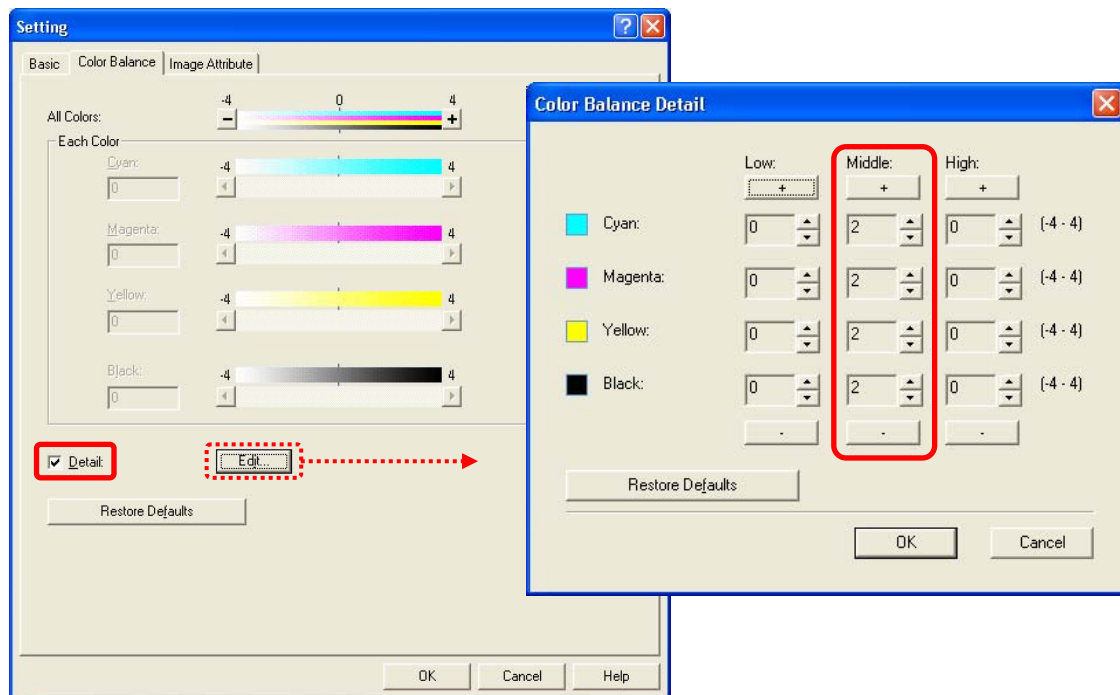 Setting
Basic Color Balance Image Attribute
-4 0 4
All Colors: - +
Each Color
Cyan: -4 4
0
Magenta: -4 4
0
Yellow: -4 4
0
Black: -4 4
0
Detail: Edit...
Restore Defaults
OK Cancel Help
Color Balance Detail
Low: Middle: High:
+ + +
Cyan: 0 2 0 (-4 - 4)
Magenta: 0 2 0 (-4 - 4)
Yellow: 0 2 0 (-4 - 4)
Black: 0 2 0 (-4 - 4)
- - -
Restore Defaults
OK Cancel